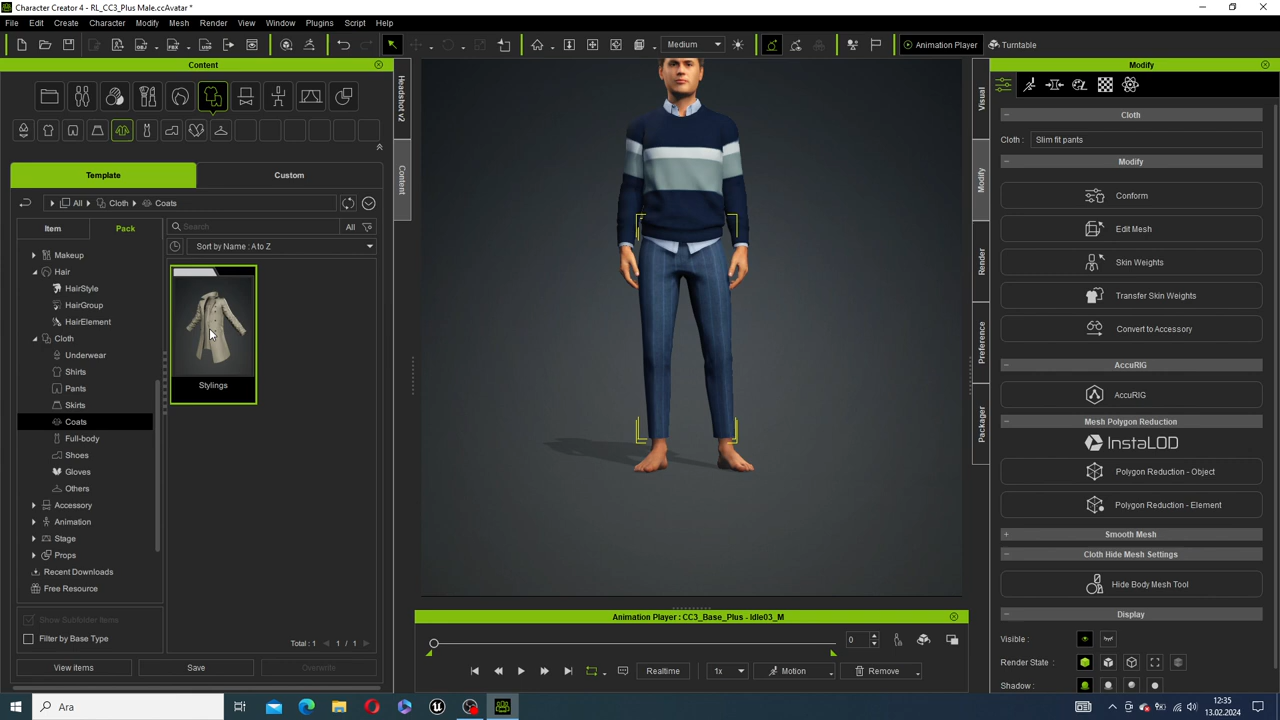 Character Creator 4 - RL_CC3_Plus Male.ccAvatar *
File Edit Create Character Modify Mesh Render View Window Plugins Script Help
Medium
Animation Player
Turntable
Content
Template
Custom
All Cloth Coats
Item
Pack
Search
All
Sort by Name : A to Z
Makeup
Hair
HairStyle
HairGroup
HairElement
Cloth
Underwear
Shirts
Pants
Skirts
Coats
Full-body
Shoes
Gloves
Others
Accessory
Animation
Stage
Props
Recent Downloads
Free Resource
Stylings
Show Subfolder Items
Filter by Base Type
Total : 1
1 / 1
View items
Save
Overwrite
Headshot v2
Content
Animation Player : CC3_Base_Plus - Idle03_M
0
Realtime
1x
Motion
Remove
Visual
Modify
Render
Preference
Packager
Modify
Cloth
Cloth : Slim fit pants
Modify
Conform
Edit Mesh
Skin Weights
Transfer Skin Weights
Convert to Accessory
AccuRIG
AccuRIG
Mesh Polygon Reduction
InstaLOD
Polygon Reduction - Object
Polygon Reduction - Element
Smooth Mesh
Cloth Hide Mesh Settings
Hide Body Mesh Tool
Display
Visible :
Render State :
Shadow :
Ara
12:35
13.02.2024